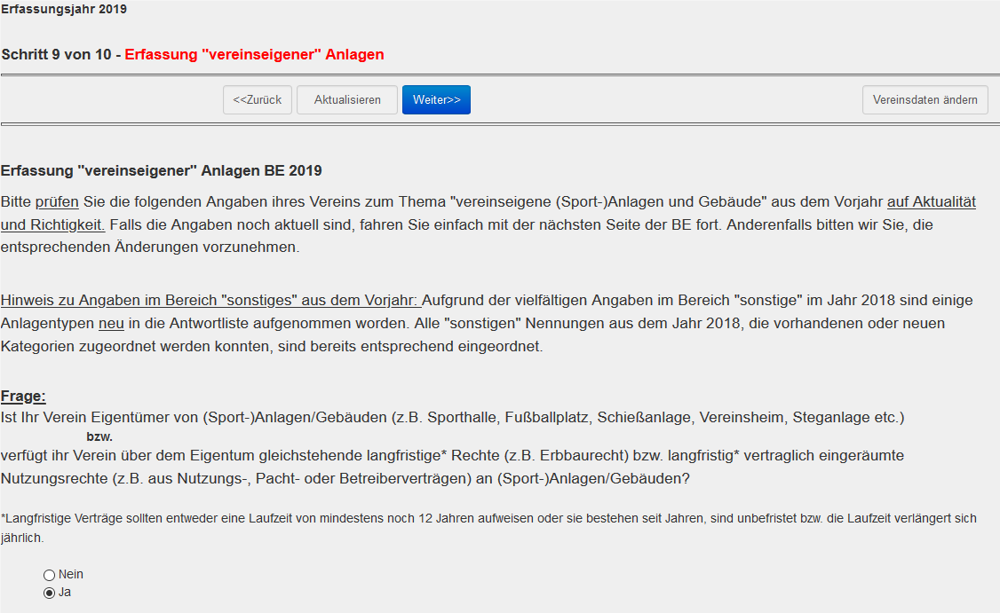 Erfassungsjahr 2019
Schritt 9 von 10 - Erfassung "vereinseigener" Anlagen
<<Zurück Aktualisieren Weiter>> Vereinsdaten ändern
Erfassung "vereinseigener" Anlagen BE 2019
Bitte prüfen Sie die folgenden Angaben ihres Vereins zum Thema "vereinseigene (Sport-)Anlagen und Gebäude" aus dem Vorjahr auf Aktualität
und Richtigkeit. Falls die Angaben noch aktuell sind, fahren Sie einfach mit der nächsten Seite der BE fort. Anderenfalls bitten wir Sie, die
entsprechenden Änderungen vorzunehmen.
Hinweis zu Angaben im Bereich "sonstiges" aus dem Vorjahr: Aufgrund der vielfältigen Angaben im Bereich "sonstige" im Jahr 2018 sind einige
Anlagentypen neu in die Antwortliste aufgenommen worden. Alle "sonstigen" Nennungen aus dem Jahr 2018, die vorhandenen oder neuen
Kategorien zugeordnet werden konnten, sind bereits entsprechend eingeordnet.
Frage:
Ist Ihr Verein Eigentümer von (Sport-)Anlagen/Gebäuden (z.B. Sporthalle, Fußballplatz, Schießanlage, Vereinsheim, Steganlage etc.)
bzw.
verfügt ihr Verein über dem Eigentum gleichstehende langfristige* Rechte (z.B. Erbbaurecht) bzw. langfristig* vertraglich eingeräumte
Nutzungsrechte (z.B. aus Nutzungs-, Pacht- oder Betreiberverträgen) an (Sport-)Anlagen/Gebäuden?
*Langfristige Verträge sollten entweder eine Laufzeit von mindestens noch 12 Jahren aufweisen oder sie bestehen seit Jahren, sind unbefristet bzw. die Laufzeit verlängert sich
jährlich.
Nein
Ja